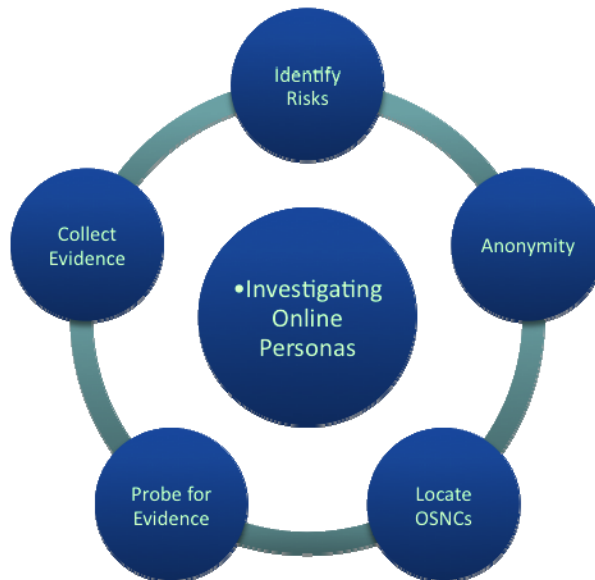 Identify
Risks
Anonymity
Locate
OSNCs
Probe for
Evidence
Collect
Evidence
•Investigating
Online
Personas